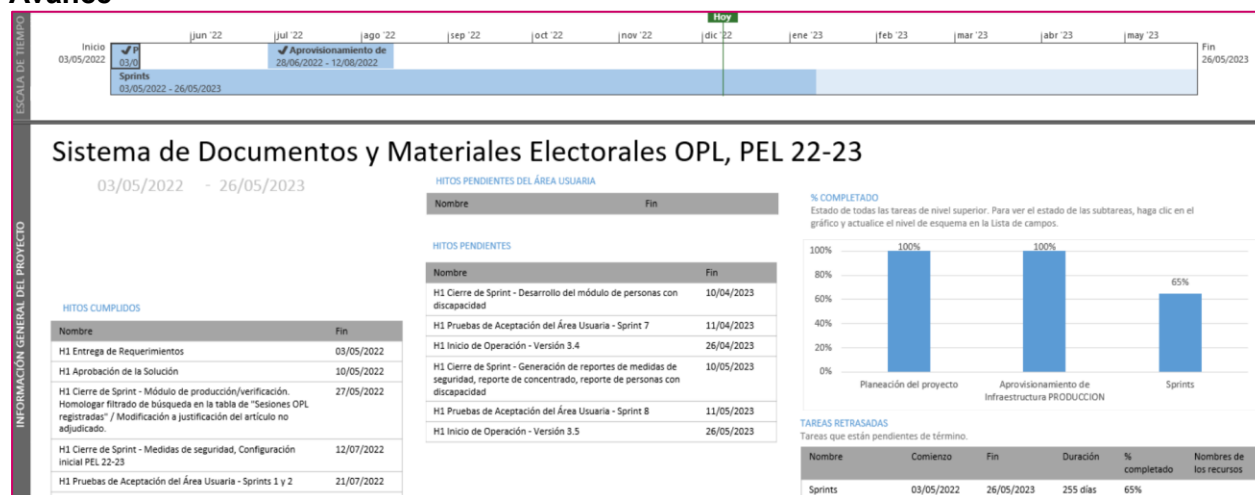 Avance
Hoy
jun '22 jul '22 ago '22 sep '22 oct '22 nov '22 dic '22 ene '23 feb '23 mar '23 abr '23 may '23
ESCALA DE TIEMPO
Inicio
03/05/2022
✔P
03/0
✔Aprovisionamiento de
28/06/2022 - 12/08/2022
Sprints
03/05/2022 - 26/05/2023
Fin
26/05/2023
INFORMACIÓN GENERAL DEL PROYECTO
Sistema de Documentos y Materiales Electorales OPL, PEL 22-23
03/05/2022 - 26/05/2023
HITOS CUMPLIDOS
Nombre Fin
H1 Entrega de Requerimientos 03/05/2022
H1 Aprobación de la Solución 10/05/2022
H1 Cierre de Sprint - Módulo de producción/verificación. 27/05/2022
Homologar filtrado de búsqueda en la tabla de "Sesiones OPL
registradas" / Modificación a justificación del artículo no
adjudicado.
H1 Cierre de Sprint - Medidas de seguridad, Configuración 12/07/2022
inicial PEL 22-23
H1 Pruebas de Aceptación del Área Usuaria - Sprints 1 y 2 21/07/2022
HITOS PENDIENTES DEL ÁREA USUARIA
Nombre Fin
HITOS PENDIENTES
Nombre Fin
H1 Cierre de Sprint - Desarrollo del módulo de personas con 10/04/2023
discapacidad
H1 Pruebas de Aceptación del Área Usuaria - Sprint 7 11/04/2023
H1 Inicio de Operación - Versión 3.4 26/04/2023
H1 Cierre de Sprint - Generación de reportes de medidas de 10/05/2023
seguridad, reporte de concentrado, reporte de personas con
discapacidad
H1 Pruebas de Aceptación del Área Usuaria - Sprint 8 11/05/2023
H1 Inicio de Operación - Versión 3.5 26/05/2023
% COMPLETADO
Estado de todas las tareas de nivel superior. Para ver el estado de las subtareas, haga clic en el
gráfico y actualice el nivel de esquema en la Lista de campos.
100%
80%
60%
40%
20%
0%
100% 100% 65%
Planeación del proyecto
Aprovisionamiento de
Infraestructura PRODUCCION
Sprints
TAREAS RETRASADAS
Tareas que están pendientes de término.
Nombre Comienzo Fin Duración % completado Nombres de los recursos
Sprints 03/05/2022 26/05/2023 255 días 65%